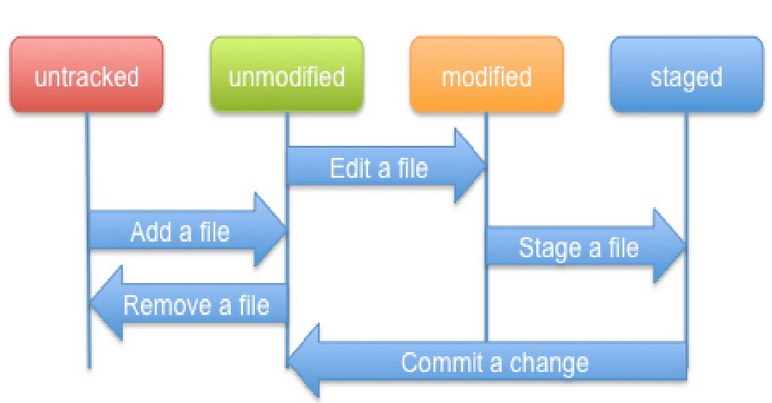 untracked
unmodified
modified
staged
Edit a file
Add a file
Stage a file
Remove a file
Commit a change